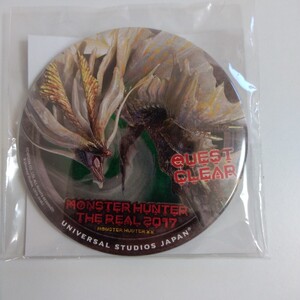 QUEST
CLEAR
MONSTER HUNTER
THE REAL 2017
UNIVERSAL STUDIOS JAPAN